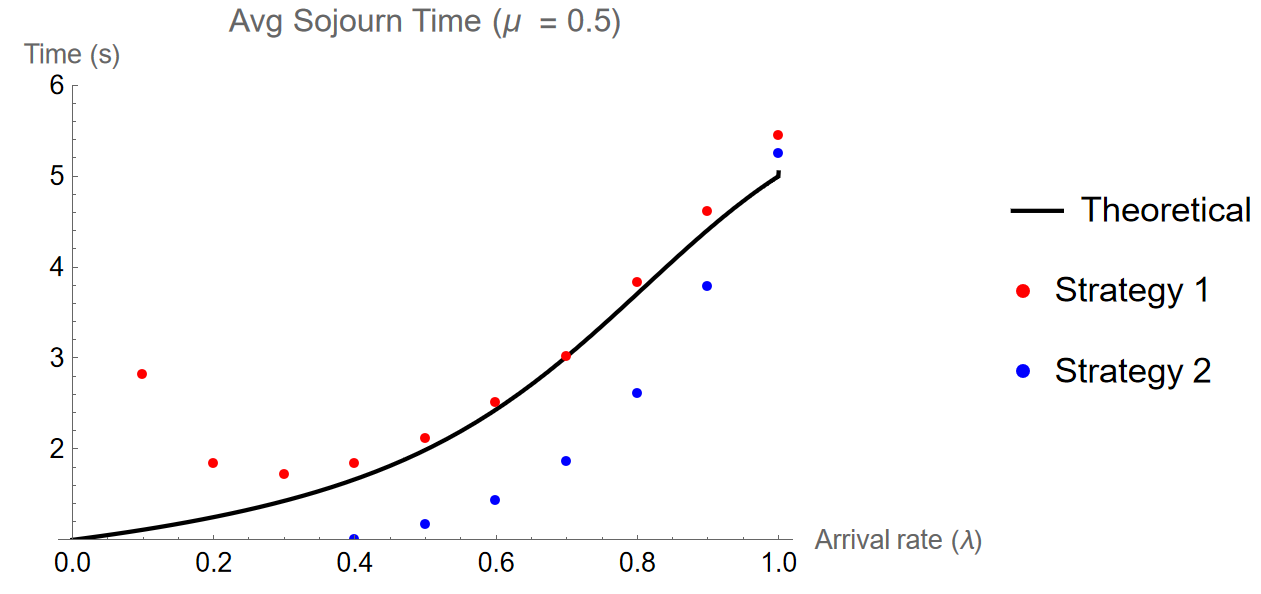 Avg Sojourn Time (μ = 0.5)
Time (s)
6
5
4
3
2
0.0 0.2 0.4 0.6 0.8 1.0
Arrival rate (λ)
Theoretical
Strategy 1
Strategy 2